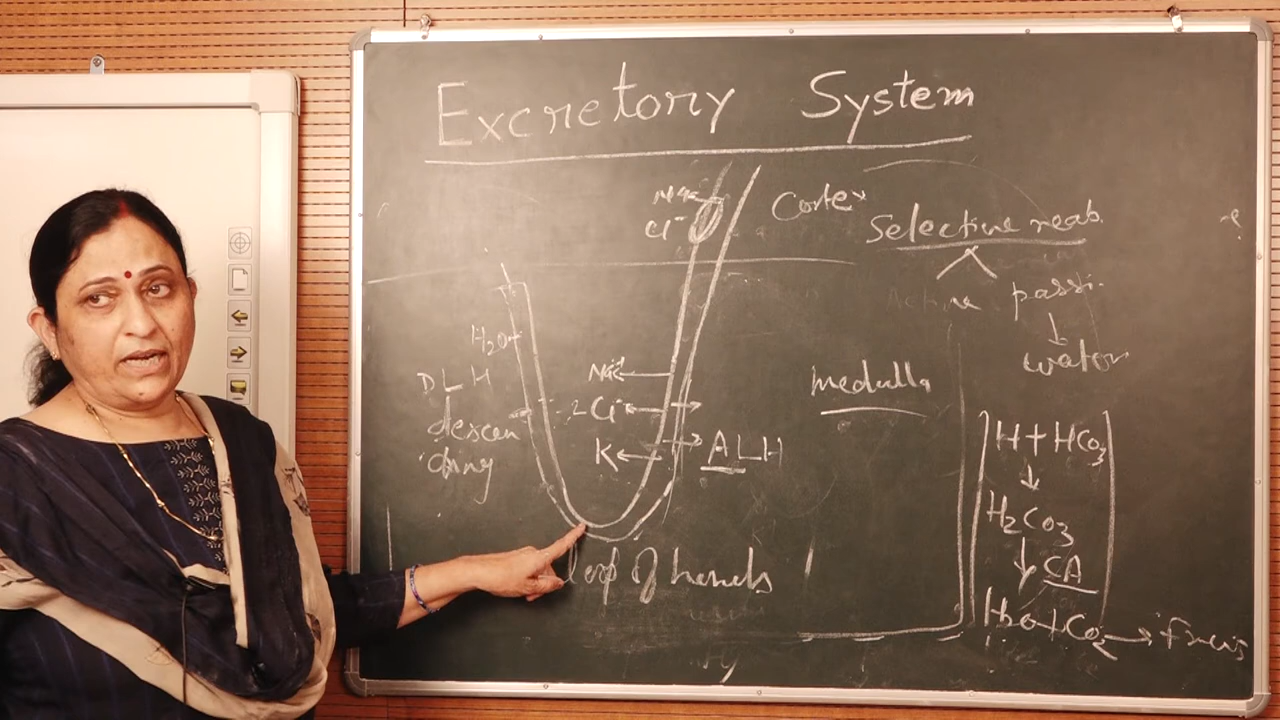 Excretory System
Na
Cl-
Cortex
Selective reab.
Active passi.
water
H2O
DLH
descen
ding
Na
2Cl-
K
ALH
medulla
loop of
H + HCO3
H2CO3
CA
H2O + CO2